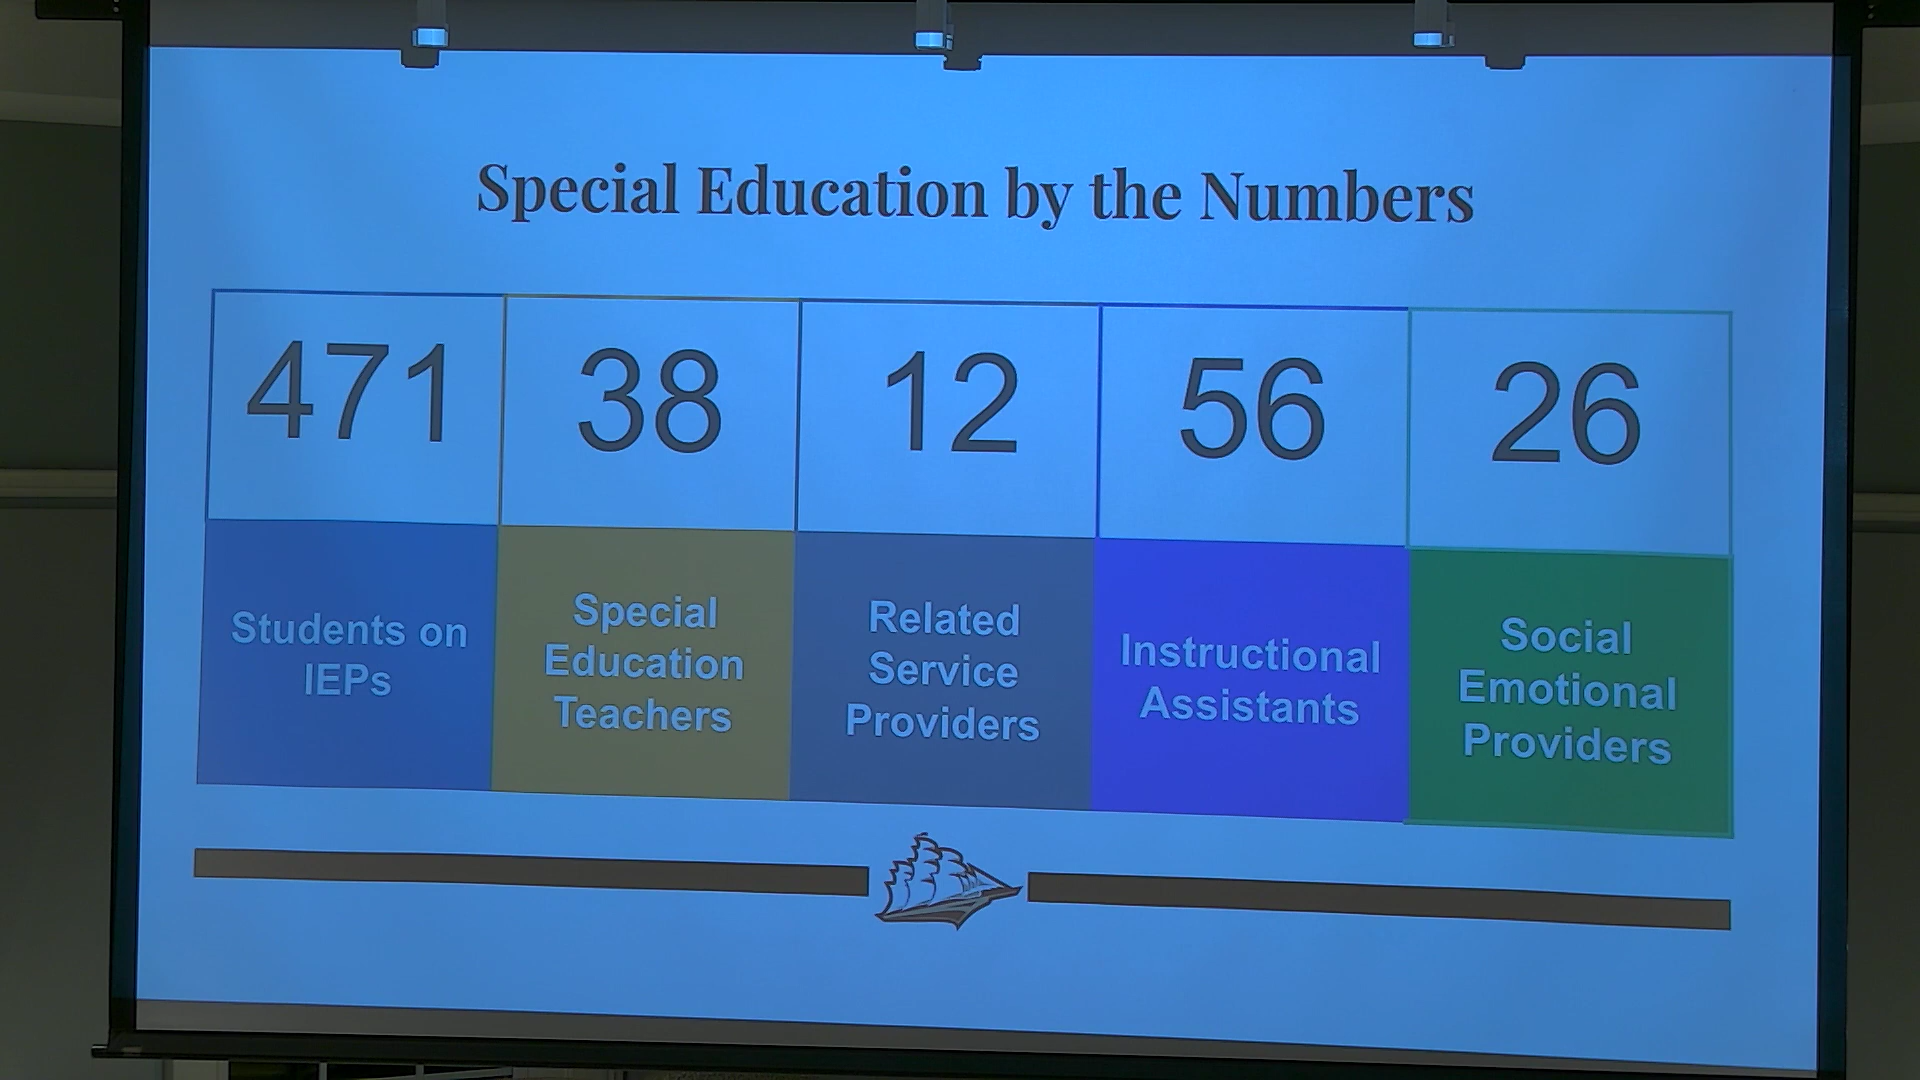 Special Education by the Numbers
471
38
12
56
26
Students on
IEPs
Special
Education
Teachers
Related
Service
Providers
Instructional
Assistants
Social
Emotional
Providers